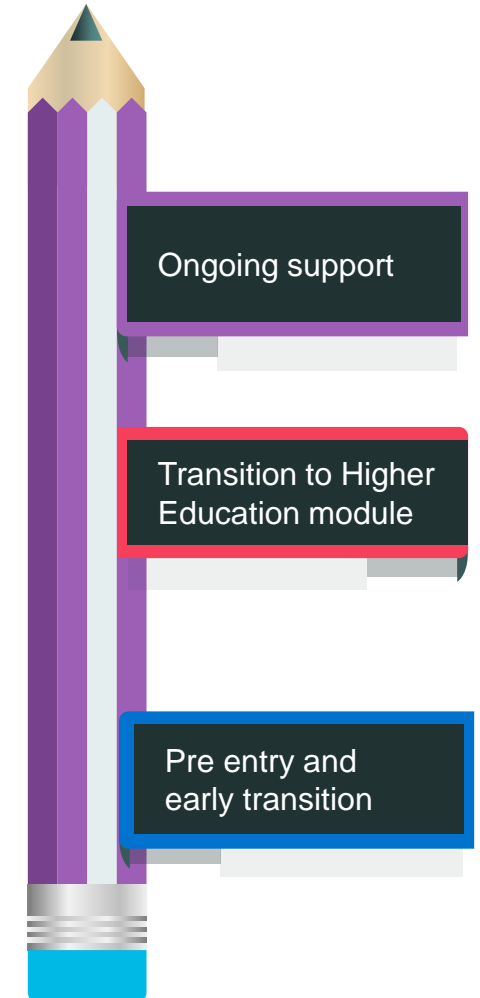 Ongoing support
Transition to Higher
Education module
Pre entry and
early transition